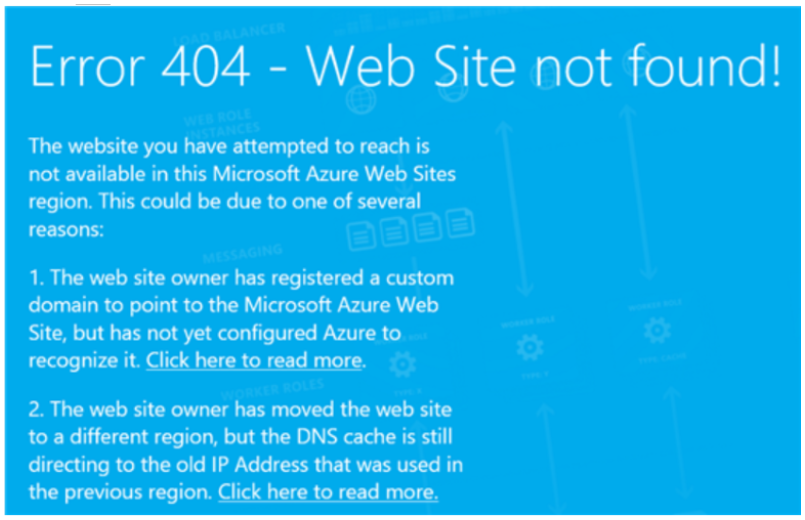 LOAD BALANCER
Error 404 - Web Site not found!
WEB ROLE
INSTANCES
The website you have attempted to reach is
not available in this Microsoft Azure Web Sites
region. This could be due to one of several
reasons:
MESSAGING
1. The web site owner has registered a custom
domain to point to the Microsoft Azure Web
Site, but has not yet configured Azure to
recognize it. Click here to read more.
WORKER ROLE
WORKER ROLE
WORKER ROLES
2. The web site owner has moved the web site
to a different region, but the DNS cache is still
directing to the old IP Address that was used in
the previous region. Click here to read more.